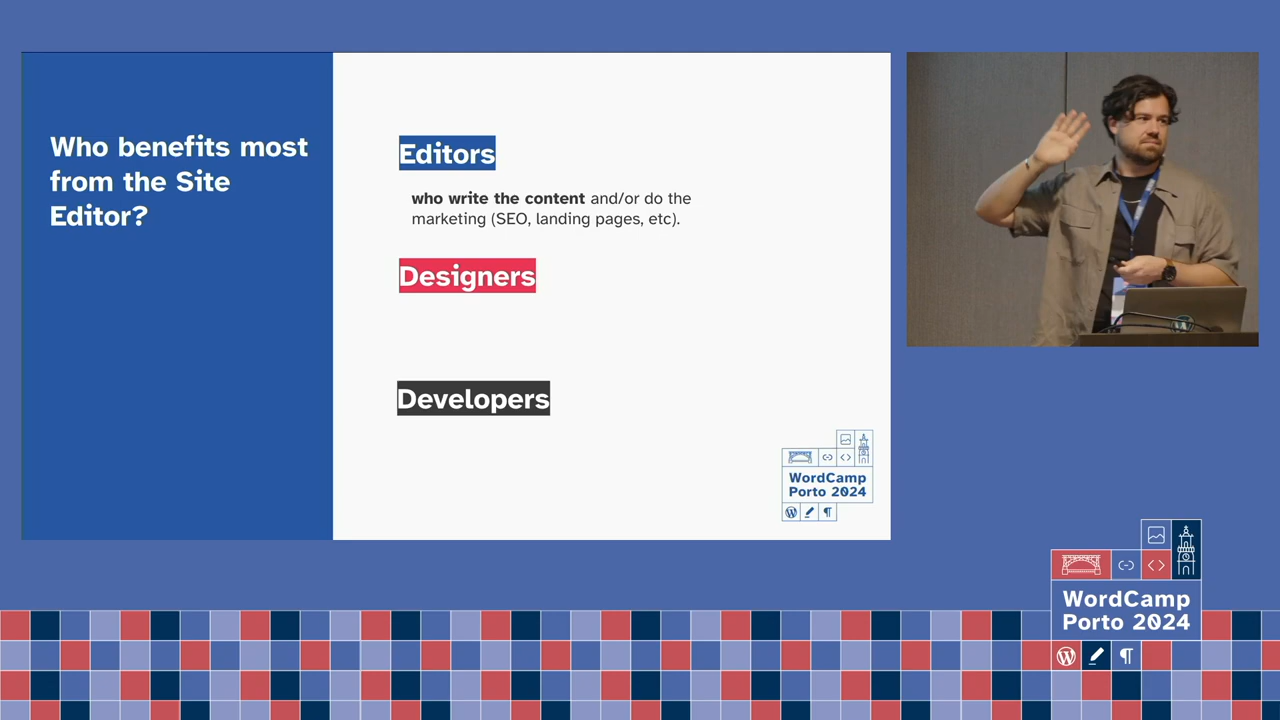 Who benefits most
from the Site
Editor?
Editors
who write the content and/or do the
marketing (SEO, landing pages, etc).
Designers
Developers
WordCamp
Porto 2024
WordCamp
Porto 2024